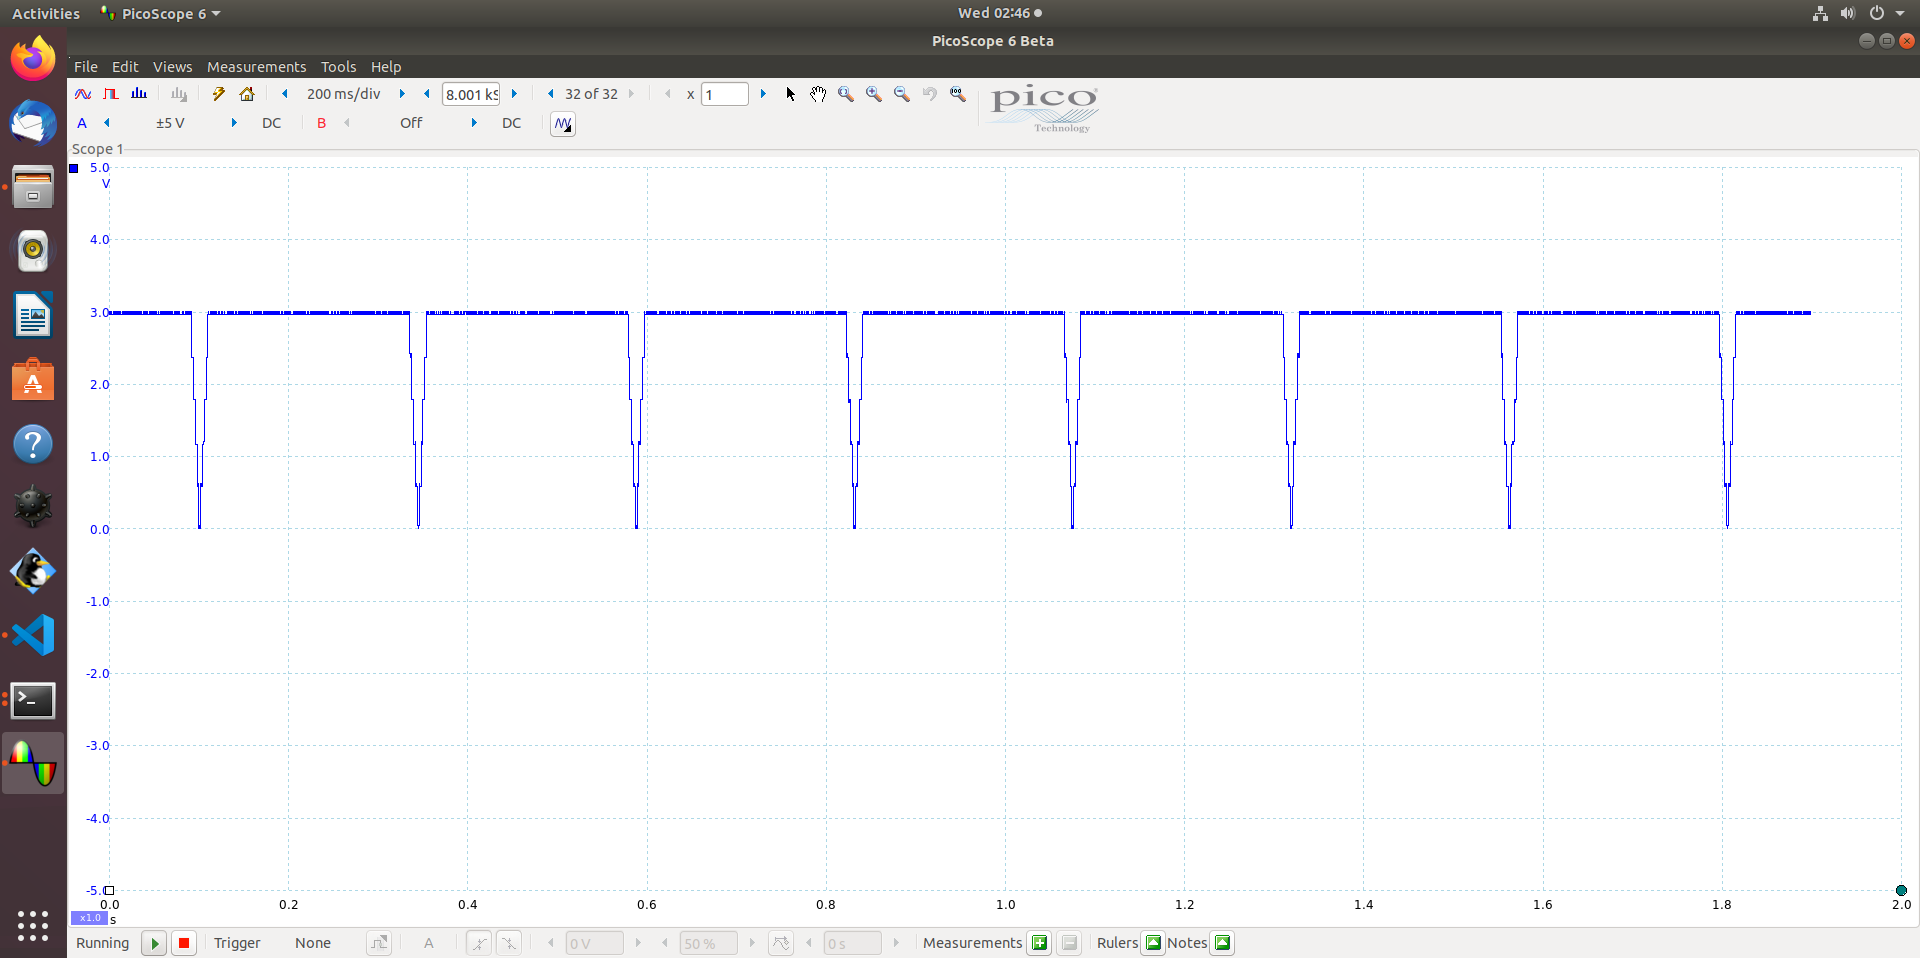 Activities PicoScope 6 Wed 02:46
PicoScope 6 Beta
File Edit Views Measurements Tools Help
200 ms/div 8.001 kS 32 of 32 x 1
pico
Technology
A ±5 V DC B Off DC
Scope 1
5.0
V
4.0
3.0
2.0
1.0
0.0
-1.0
-2.0
-3.0
-4.0
-5.0
0.0 0.2 0.4 0.6 0.8 1.0 1.2 1.4 1.6 1.8 2.0
x1.0 s
Running Trigger None A 0 V 50 % 0 s Measurements Rulers Notes